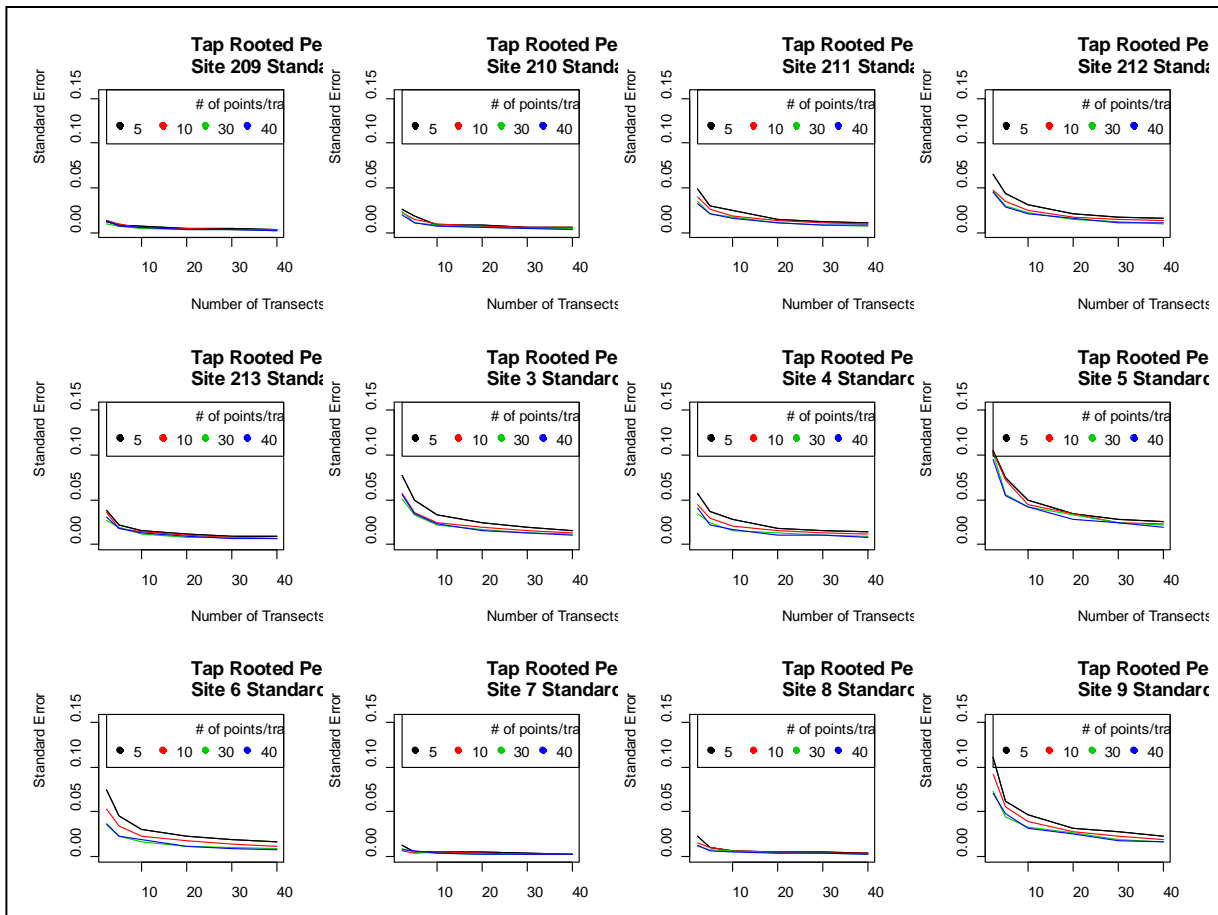 Tap Rooted Pe
Site 209 Standa
Standard Error
0.00 0.05 0.10 0.15
# of points/tra
5 10 30 40
10 20 30 40
Number of Transects
Tap Rooted Pe
Site 210 Standa
Standard Error
0.00 0.05 0.10 0.15
# of points/tra
5 10 30 40
10 20 30 40
Number of Transects
Tap Rooted Pe
Site 211 Standa
Standard Error
0.00 0.05 0.10 0.15
# of points/tra
5 10 30 40
10 20 30 40
Number of Transects
Tap Rooted Pe
Site 212 Standa
Standard Error
0.00 0.05 0.10 0.15
# of points/tra
5 10 30 40
10 20 30 40
Number of Transects
Tap Rooted Pe
Site 213 Standa
Standard Error
0.00 0.05 0.10 0.15
# of points/tra
5 10 30 40
10 20 30 40
Number of Transects
Tap Rooted Pe
Site 3 Standard
Standard Error
0.00 0.05 0.10 0.15
# of points/tra
5 10 30 40
10 20 30 40
Number of Transects
Tap Rooted Pe
Site 4 Standard
Standard Error
0.00 0.05 0.10 0.15
# of points/tra
5 10 30 40
10 20 30 40
Number of Transects
Tap Rooted Pe
Site 5 Standard
Standard Error
0.00 0.05 0.10 0.15
# of points/tra
5 10 30 40
10 20 30 40
Number of Transects
Tap Rooted Pe
Site 6 Standard
Standard Error
0.00 0.05 0.10 0.15
# of points/tra
5 10 30 40
10 20 30 40
Tap Rooted Pe
Site 7 Standard
Standard Error
0.00 0.05 0.10 0.15
# of points/tra
5 10 30 40
10 20 30 40
Tap Rooted Pe
Site 8 Standard
Standard Error
0.00 0.05 0.10 0.15
# of points/tra
5 10 30 40
10 20 30 40
Tap Rooted Pe
Site 9 Standard
Standard Error
0.00 0.05 0.10 0.15
# of points/tra
5 10 30 40
10 20 30 40